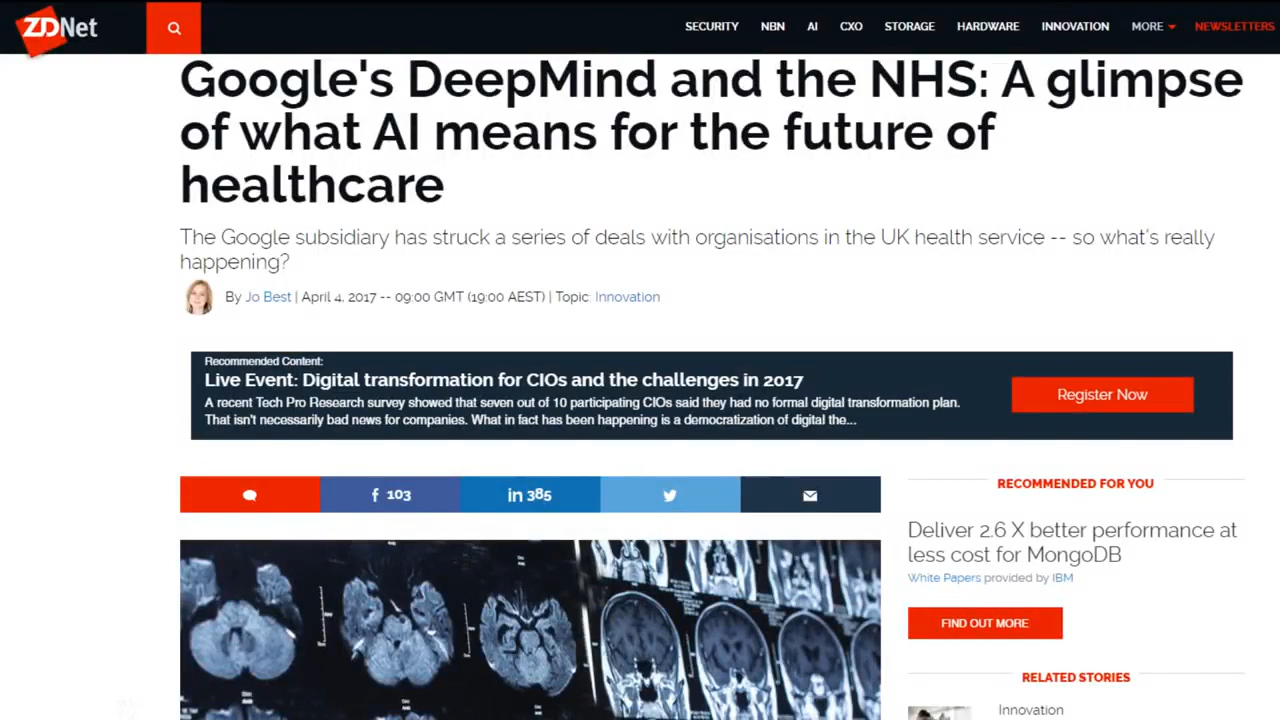 ZDNet
SECURITY NBN AI CXO STORAGE HARDWARE INNOVATION MORE NEWSLETTERS
Google's DeepMind and the NHS: A glimpse
of what AI means for the future of
healthcare
The Google subsidiary has struck a series of deals with organisations in the UK health service -- so what's really
happening?
By Jo Best | April 4, 2017 -- 09:00 GMT (19:00 AEST) | Topic: Innovation
Recommended Content:
Live Event: Digital transformation for CIOs and the challenges in 2017
A recent Tech Pro Research survey showed that seven out of 10 participating CIOs said they had no formal digital transformation plan.
That isn't necessarily bad news for companies. What in fact has been happening is a democratization of digital the...
Register Now
f 103
in 385
RECOMMENDED FOR YOU
Deliver 2.6 X better performance at
less cost for MongoDB
White Papers provided by IBM
FIND OUT MORE
RELATED STORIES
Innovation